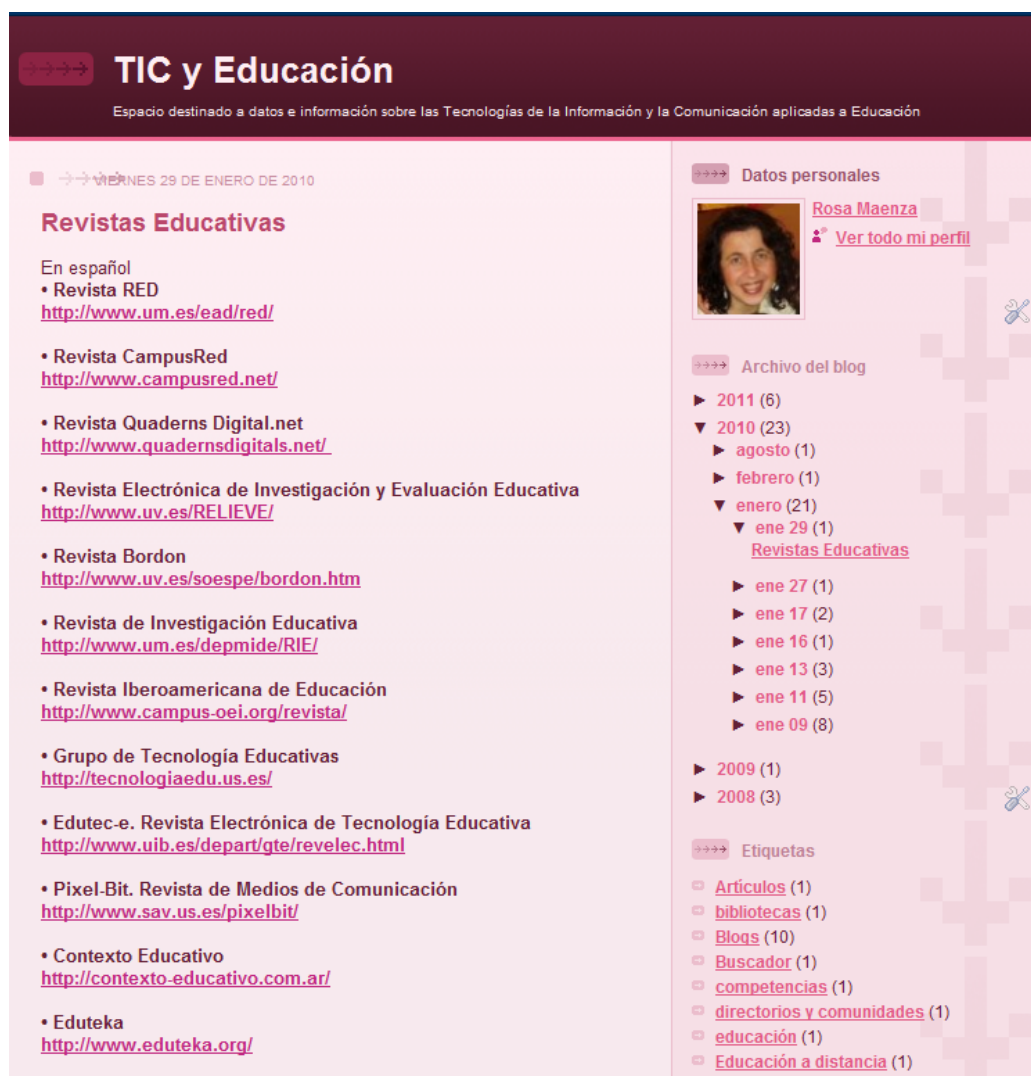 TIC y Educación
Espacio destinado a datos e información sobre las Tecnologías de la Información y la Comunicación aplicadas a Educación
VIERNES 29 DE ENERO DE 2010
Revistas Educativas
En español
• Revista RED
http://www.um.es/ead/red/
• Revista CampusRed
http://www.campusred.net/
• Revista Quaderns Digital.net
http://www.quadernsdigitals.net/
• Revista Electrónica de Investigación y Evaluación Educativa
http://www.uv.es/RELIEVE/
• Revista Bordon
http://www.uv.es/soespe/bordon.htm
• Revista de Investigación Educativa
http://www.um.es/depmide/RIE/
• Revista Iberoamericana de Educación
http://www.campus-oei.org/revista/
• Grupo de Tecnología Educativas
http://tecnologiaedu.us.es/
• Edutec-e. Revista Electrónica de Tecnología Educativa
http://www.uib.es/depart/gte/revelec.html
• Pixel-Bit. Revista de Medios de Comunicación
http://www.sav.us.es/pixelbit/
• Contexto Educativo
http://contexto-educativo.com.ar/
• Eduteka
http://www.eduteka.org/
Datos personales
Rosa Maenza
Ver todo mi perfil
Archivo del blog
► 2011 (6)
▼ 2010 (23)
► agosto (1)
► febrero (1)
▼ enero (21)
▼ ene 29 (1)
Revistas Educativas
► ene 27 (1)
► ene 17 (2)
► ene 16 (1)
► ene 13 (3)
► ene 11 (5)
► ene 09 (8)
► 2009 (1)
► 2008 (3)
Etiquetas
Artículos (1)
bibliotecas (1)
Blogs (10)
Buscador (1)
competencias (1)
directorios y comunidades (1)
educación (1)
Educación a distancia (1)